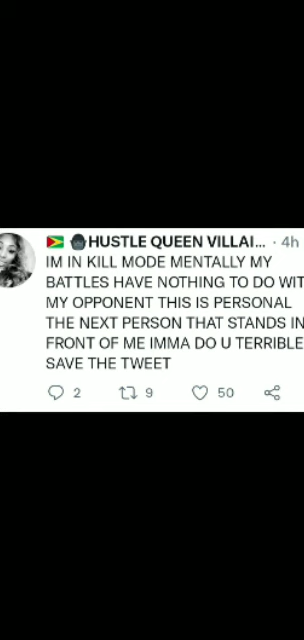 HUSTLE QUEEN VILLAI... · 4h
IM IN KILL MODE MENTALLY MY
BATTLES HAVE NOTHING TO DO WIT
MY OPPONENT THIS IS PERSONAL
THE NEXT PERSON THAT STANDS IN
FRONT OF ME IMMA DO U TERRIBLE
SAVE THE TWEET
2 9 50